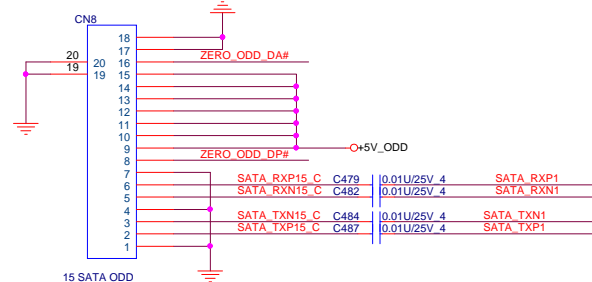 CN8
18
17
20 20 16 ZERO_ODD_DA#
19 19 15
14
13
12
11
10
9 +5V_ODD
8 ZERO_ODD_DP#
7
6 SATA_RXP15_C C479 0.01U/25V_4 SATA_RXP1
5 SATA_RXN15_C C482 0.01U/25V_4 SATA_RXN1
4
3 SATA_TXN15_C C484 0.01U/25V_4 SATA_TXN1
2 SATA_TXP15_C C487 0.01U/25V_4 SATA_TXP1
1
15 SATA ODD